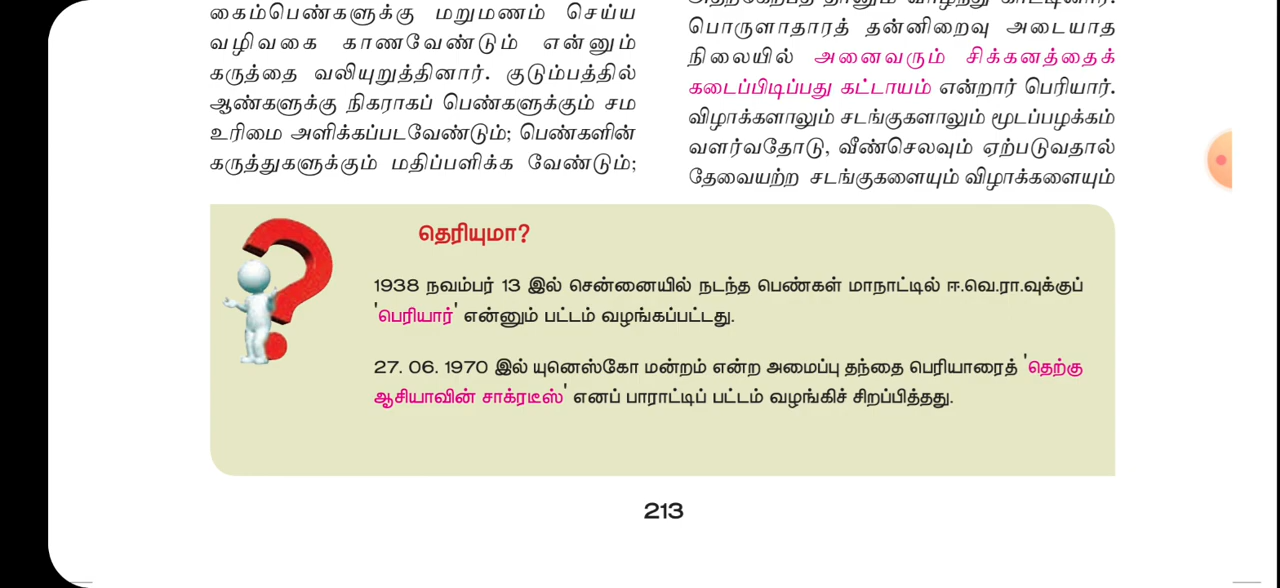 கைம்பெண்களுக்கு மறுமணம் செய்ய
வழிவகை காணவேண்டும் என்னும்
கருத்தை வலியுறுத்தினார். குடும்பத்தில்
ஆண்களுக்கு நிகராகப் பெண்களுக்கும் சம
உரிமை அளிக்கப்படவேண்டும்; பெண்களின்
கருத்துகளுக்கும் மதிப்பளிக்க வேண்டும்;
பொருளாதாரத் தன்னிறைவு அடையாத
நிலையில் அனைவரும் சிக்கனத்தைக்
கடைப்பிடிப்பது கட்டாயம் என்றார் பெரியார்.
விழாக்களாலும் சடங்குகளாலும் மூடப்பழக்கம்
வளர்வதோடு, வீண்செலவும் ஏற்படுவதால்
தேவையற்ற சடங்குகளையும் விழாக்களையும்
தெரியுமா?
1938 நவம்பர் 13 இல் சென்னையில் நடந்த பெண்கள் மாநாட்டில் ஈ.வெ.ரா.வுக்குப்
'பெரியார்' என்னும் பட்டம் வழங்கப்பட்டது.
27. 06. 1970 இல் யுனெஸ்கோ மன்றம் என்ற அமைப்பு தந்தை பெரியாரைத் 'தெற்கு
ஆசியாவின் சாக்ரடீஸ்' எனப் பாராட்டிப் பட்டம் வழங்கிச் சிறப்பித்தது.
213